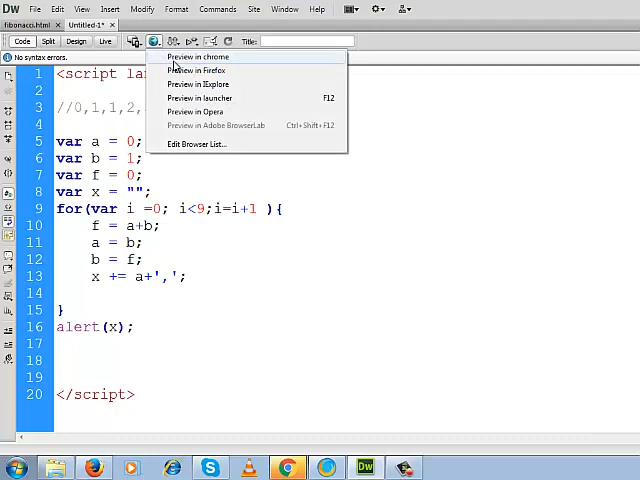 Dw File Edit View Insert Modify Format Commands Site Window Help
fibonacci.html × Untitled-1* ×
Code Split Design Live Title:
No syntax errors.
Preview in chrome
Preview in Firefox
Preview in IExplore
Preview in launcher F12
Preview in Opera
Preview in Adobe BrowserLab Ctrl+Shift+F12
Edit Browser List...
1 <script lan
2
3 //0,1,1,2,
4
5 var a = 0;
6 var b = 1;
7 var f = 0;
8 var x = "";
9 for(var i =0; i<9;i=i+1 ){
10 f = a+b;
11 a = b;
12 b = f;
13 x += a+',';
14
15 }
16 alert(x);
17
18
19
20 </script>
Dw